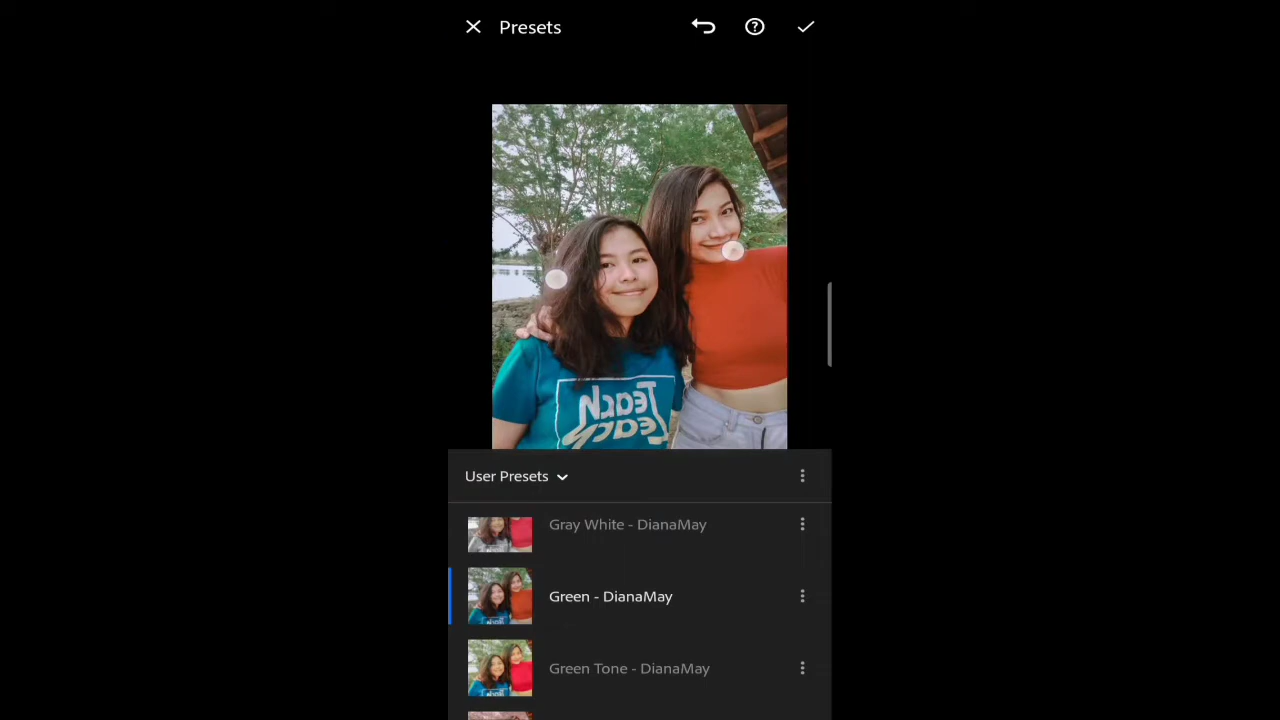 Presets
User Presets
Gray White - DianaMay
Green - DianaMay
Green Tone - DianaMay